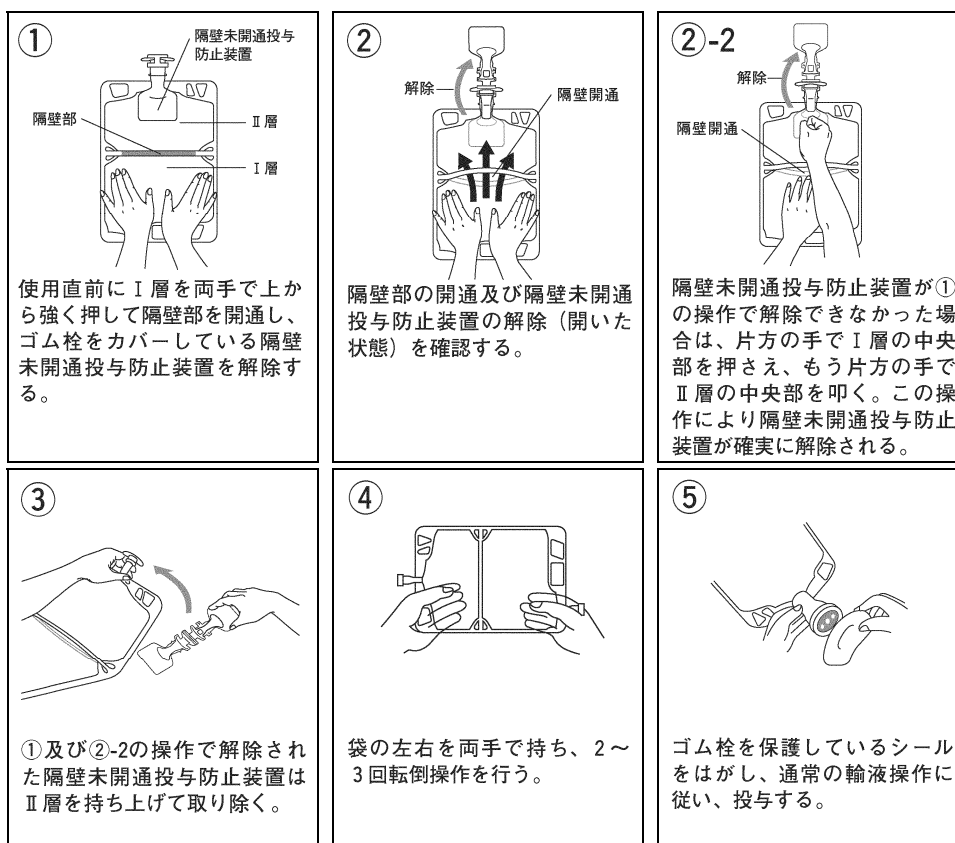 ①
隔壁未開通投与
防止装置
隔壁部
Ⅱ層
Ⅰ層
使用直前にⅠ層を両手で上か
ら強く押して隔壁部を開通し、
ゴム栓をカバーしている隔壁
未開通投与防止装置を解除す
る。
②
解除
隔壁開通
隔壁部の開通及び隔壁未開通
投与防止装置の解除（開いた
状態）を確認する。
②-2
解除
隔壁開通
隔壁未開通投与防止装置が①
の操作で解除できなかった場
合は、片方の手でⅠ層の中央
部を押さえ、もう片方の手で
Ⅱ層の中央部を叩く。この操
作により隔壁未開通投与防止
装置が確実に解除される。
③
①及び②-2の操作で解除され
た隔壁未開通投与防止装置は
Ⅱ層を持ち上げて取り除く。
④
袋の左右を両手で持ち、2～
3回転倒操作を行う。
⑤
ゴム栓を保護しているシール
をはがし、通常の輸液操作に
従い、投与する。